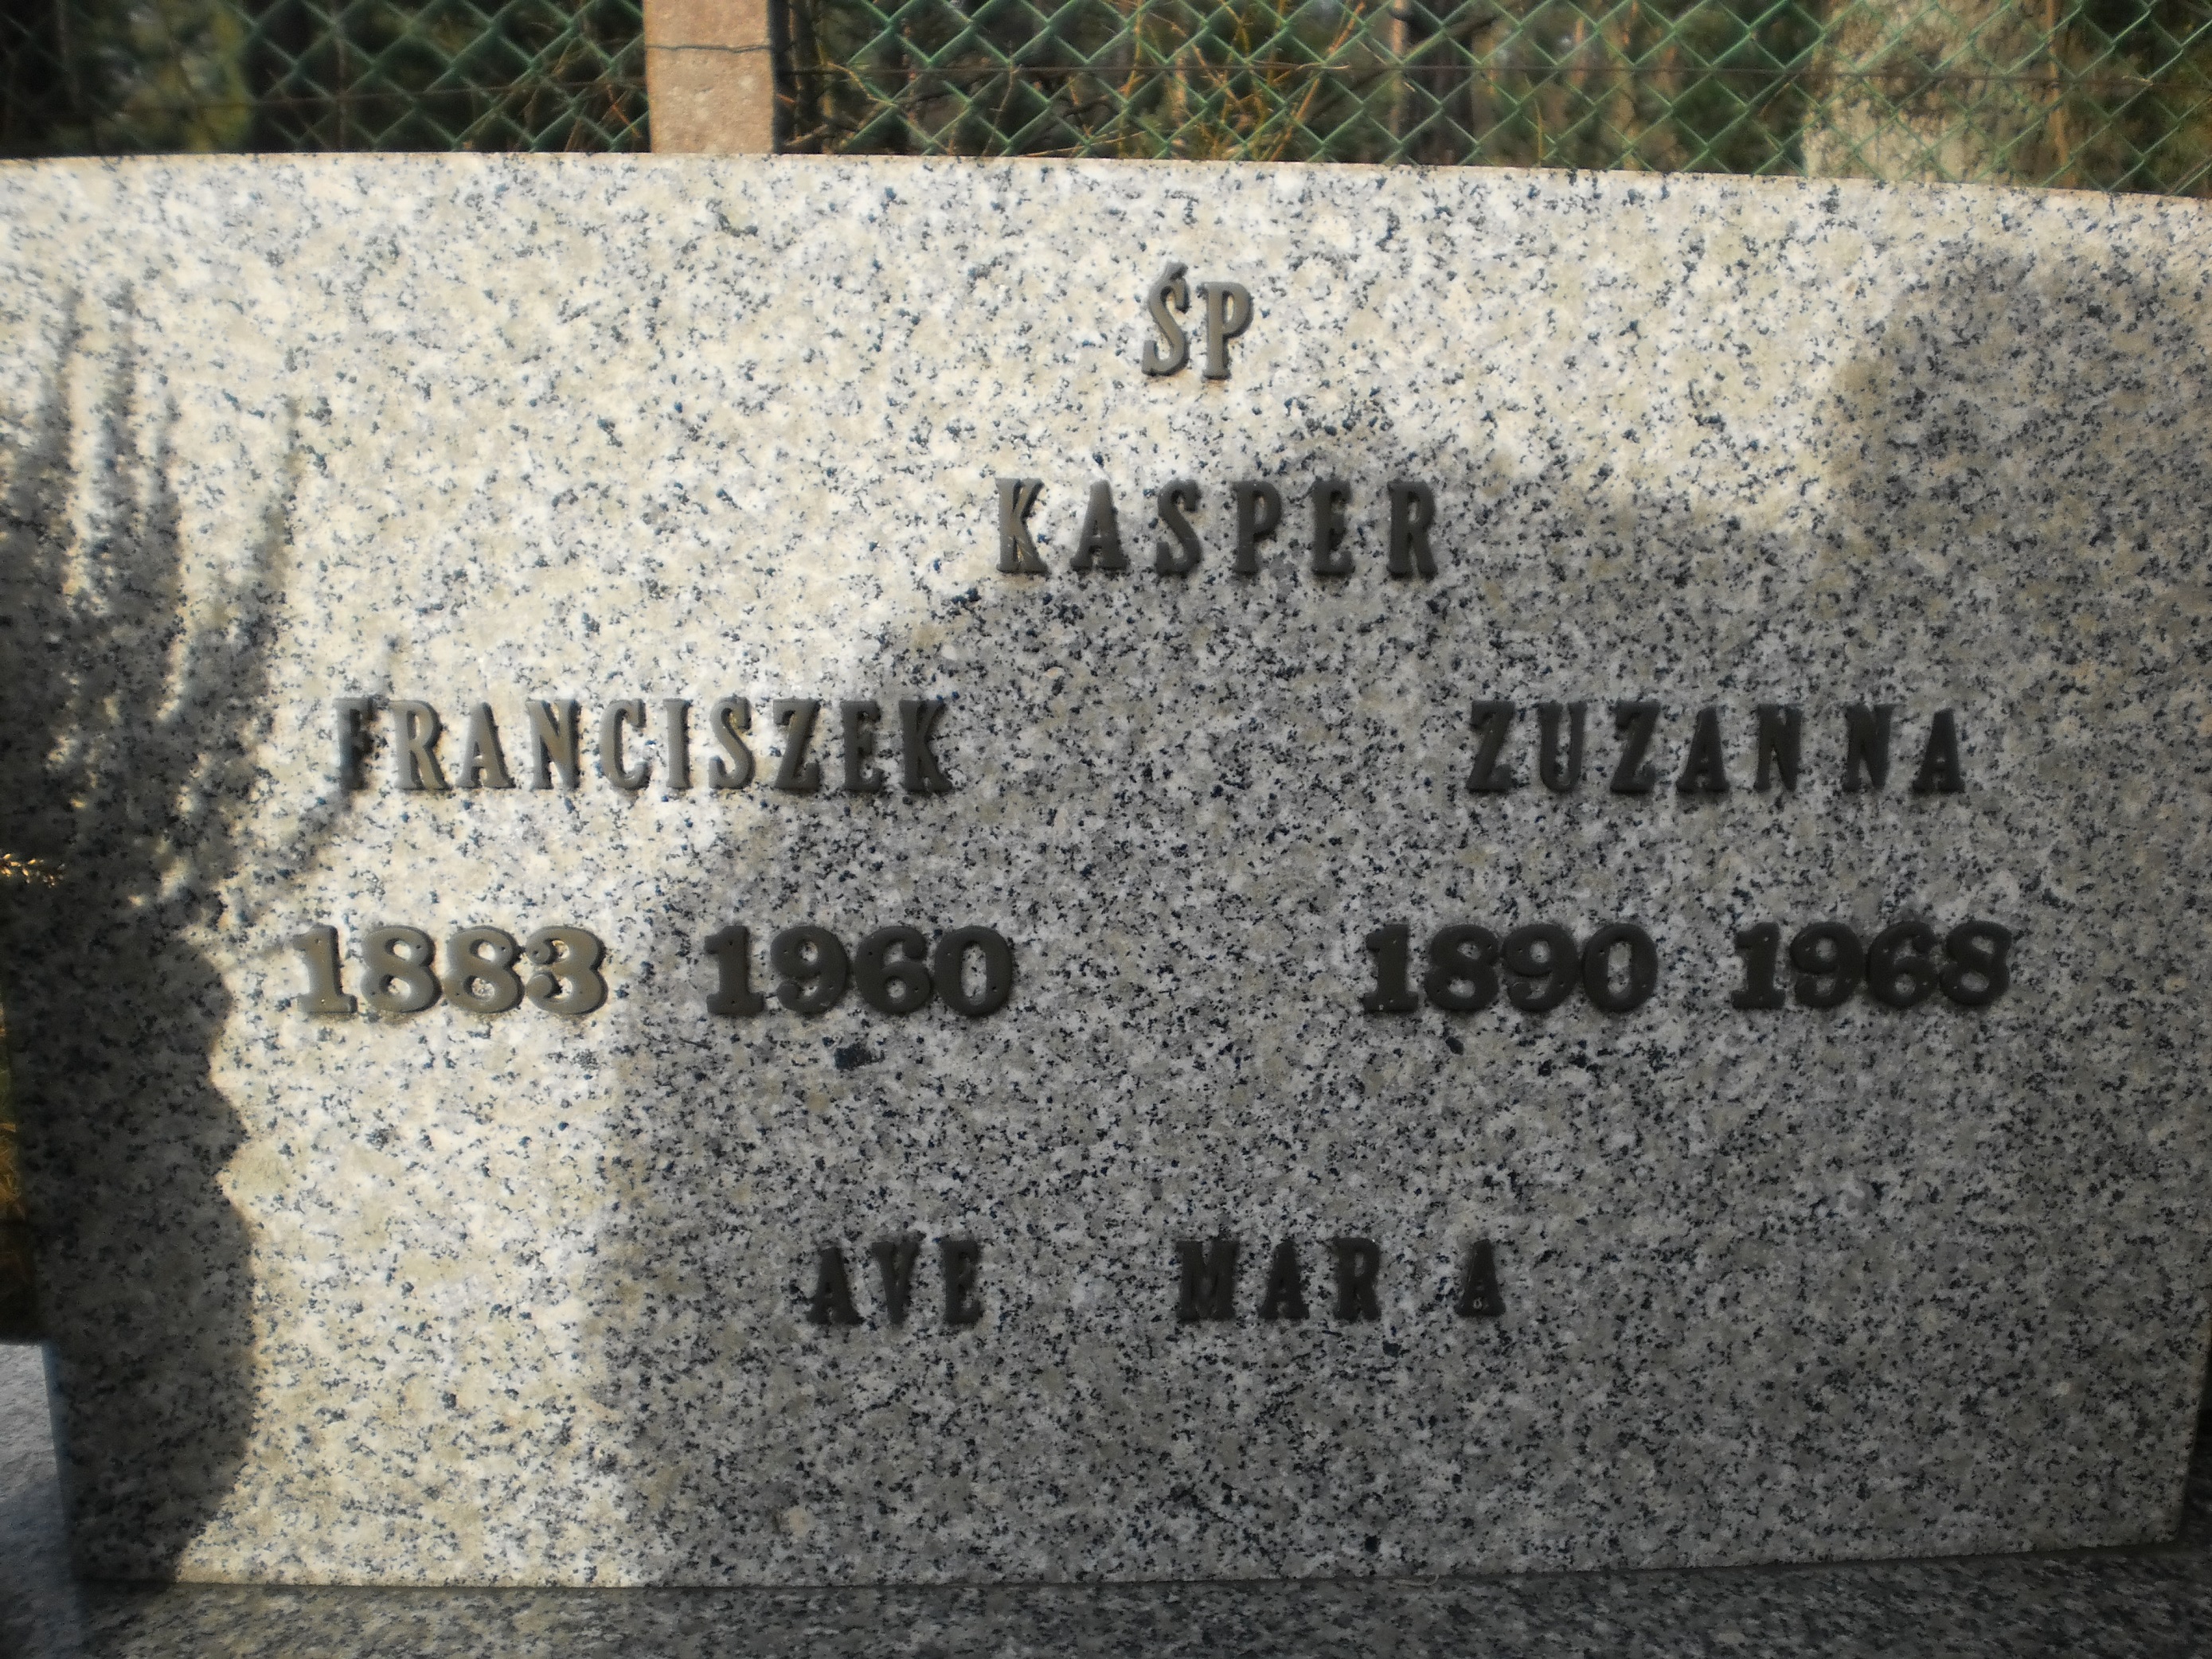 ŚP
KASPER
FRANCISZEK ZUZANNA
1883 1960 1890 1968
AVE MAR A